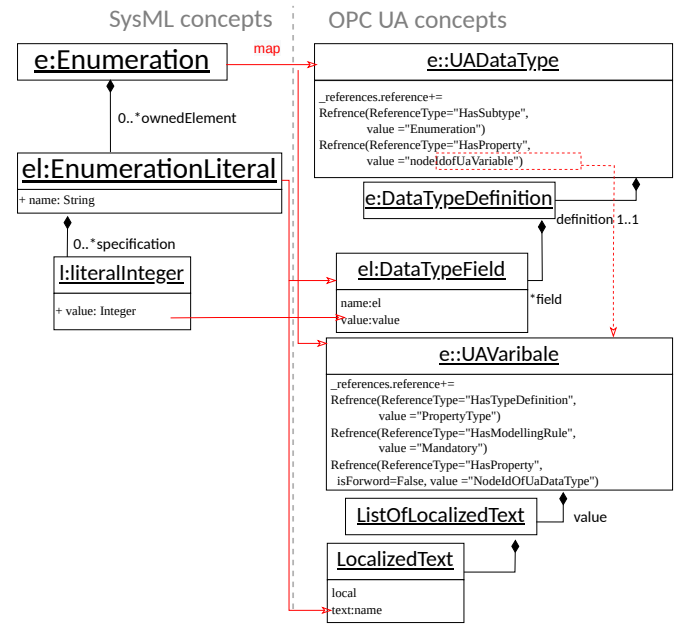 SysML concepts
OPC UA concepts
map
e:Enumeration
0..*ownedElement
el:EnumerationLiteral
+ name: String
0..*specification
l:literalInteger
+ value: Integer
e::UADataType
_references.reference+=
Refrence(ReferenceType="HasSubtype",
value ="Enumeration")
Refrence(ReferenceType="HasProperty",
value ="nodeIdofUaVariable")
e:DataTypeDefinition
definition 1..1
el:DataTypeField
name:el
value:value
*field
e::UAVaribale
_references.reference+=
Refrence(ReferenceType="HasTypeDefinition",
value ="PropertyType")
Refrence(ReferenceType="HasModellingRule",
value ="Mandatory")
Refrence(ReferenceType="HasProperty",
isForword=False, value ="NodeIdOfUaDataType")
ListOfLocalizedText
value
LocalizedText
local
text:name